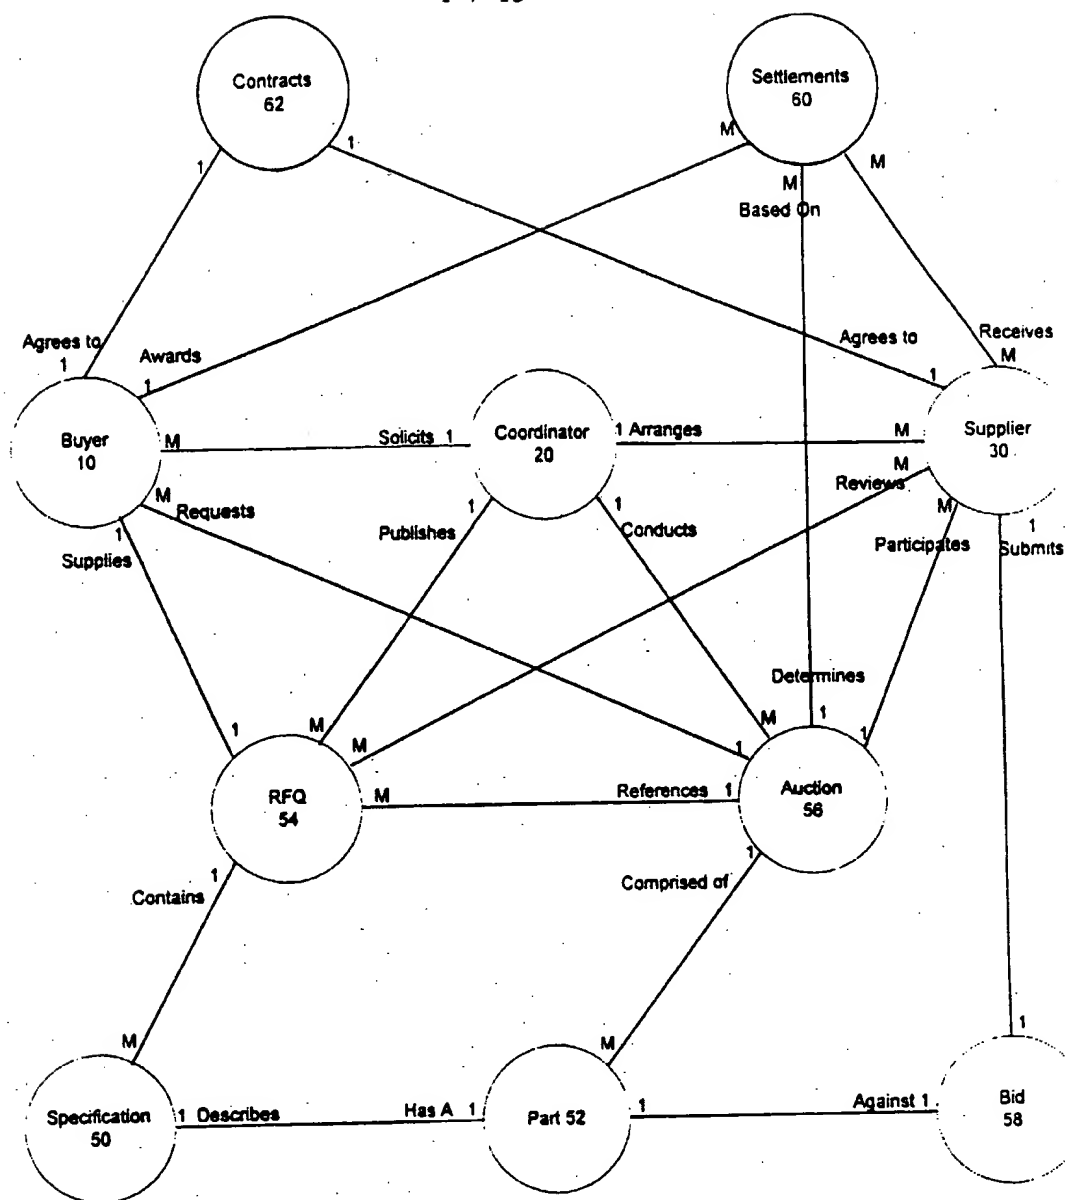 Contracts
62
Settlements
60
1
1
M
M
M
Based On
Agrees to
1
Awards
1
Agrees to
1
Receives
M
Buyer
10
M
Solicits 1
Coordinator
20
1 Arranges
M
Supplier
30
M
Requests
1
Supplies
Publishes
1
1
Conducts
M
Reviews
M
Participates
1
Submits
Determines
1
M
M
M
1
1
1
RFQ
54
M
References 1
Auction
56
1
Contains
1
Comprised of
M
M
1
Specification
50
1 Describes
Has A 1
Part 52
1
Against 1
Bid
58